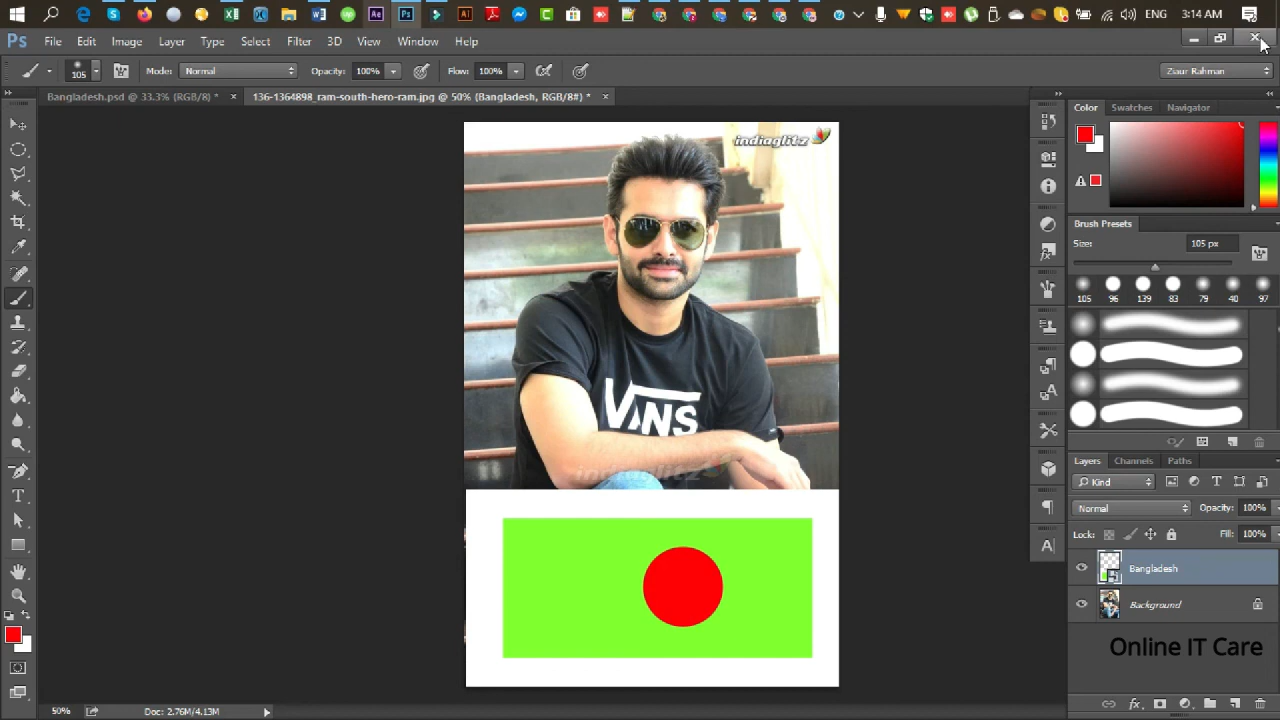 ENG 3:14 AM
Ps File Edit Image Layer Type Select Filter 3D View Window Help
105 Mode: Normal Opacity: 100% Flow: 100% Ziaur Rahman
Bangladesh.psd @ 33.3% (RGB/8) * × 136-1364898_ram-south-hero-ram.jpg @ 50% (Bangladesh, RGB/8#) * ×
Color Swatches Navigator
indiaglitz
Brush Presets
Size: 105 px
105 96 139 83 79 40 97
VANS
indiaglitz
Layers Channels Paths
Kind
Normal Opacity: 100%
Lock: Fill: 100%
Bangladesh
Background
Online IT Care
50% Doc: 2.76M/4.13M